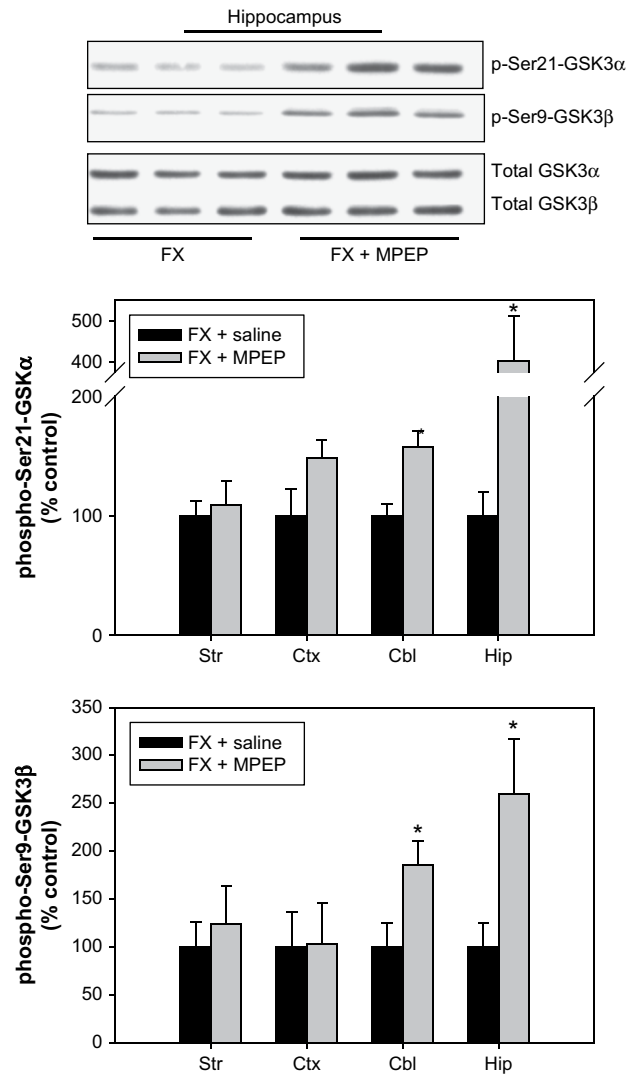 Hippocampus
p-Ser21-GSK3α
p-Ser9-GSK3β
Total GSK3α
Total GSK3β
FX
FX + MPEP
phospho-Ser21-GSKα
(% control)
500
400
200
100
0
FX + saline
FX + MPEP
*
*
Str
Ctx
Cbl
Hip
phospho-Ser9-GSK3β
(% control)
350
300
250
200
150
100
50
0
FX + saline
FX + MPEP
*
*
Str
Ctx
Cbl
Hip